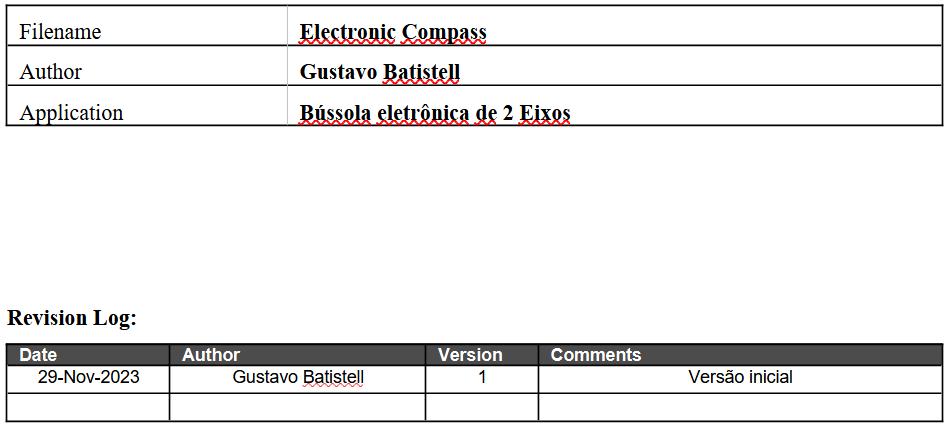 Filename Electronic Compass
Author Gustavo Batistell
Application Bússola eletrônica de 2 Eixos
Revision Log:
Date Author Version Comments
29-Nov-2023 Gustavo Batistell 1 Versão inicial